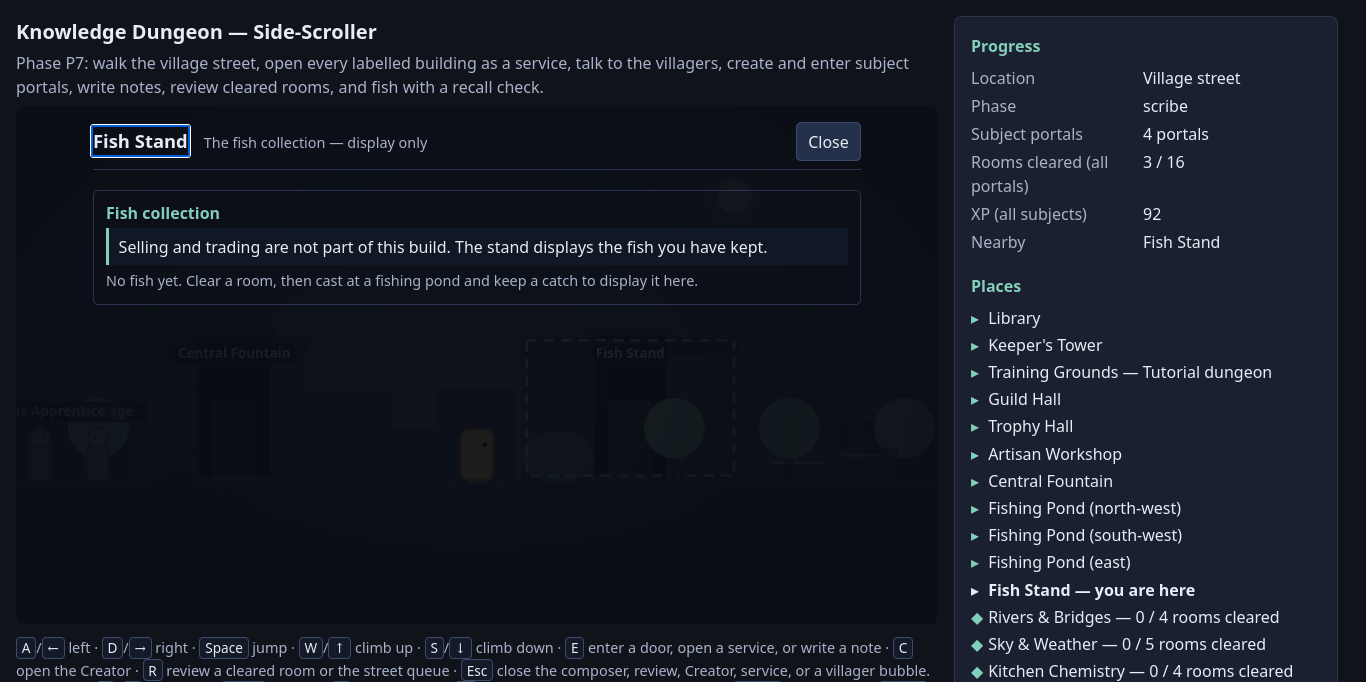 Knowledge Dungeon — Side-Scroller
Phase P7: walk the village street, open every labelled building as a service, talk to the villagers, create and enter subject
portals, write notes, review cleared rooms, and fish with a recall check.
Fish Stand
The fish collection — display only
Close
Fish collection
Selling and trading are not part of this build. The stand displays the fish you have kept.
No fish yet. Clear a room, then cast at a fishing pond and keep a catch to display it here.
Central Fountain
Fish Stand
Apprentice
A/← left · D/→ right · Space jump · W/↑ climb up · S/↓ climb down · E enter a door, open a service, or write a note · C
open the Creator · R review a cleared room or the street queue · Esc close the composer, review, Creator, service, or a villager bubble.
Progress
Location Village street
Phase scribe
Subject portals 4 portals
Rooms cleared (all portals) 3 / 16
XP (all subjects) 92
Nearby Fish Stand
Places
▸ Library
▸ Keeper's Tower
▸ Training Grounds — Tutorial dungeon
▸ Guild Hall
▸ Trophy Hall
▸ Artisan Workshop
▸ Central Fountain
▸ Fishing Pond (north-west)
▸ Fishing Pond (south-west)
▸ Fishing Pond (east)
▸ Fish Stand — you are here
◆ Rivers & Bridges — 0 / 4 rooms cleared
◆ Sky & Weather — 0 / 5 rooms cleared
◆ Kitchen Chemistry — 0 / 4 rooms cleared